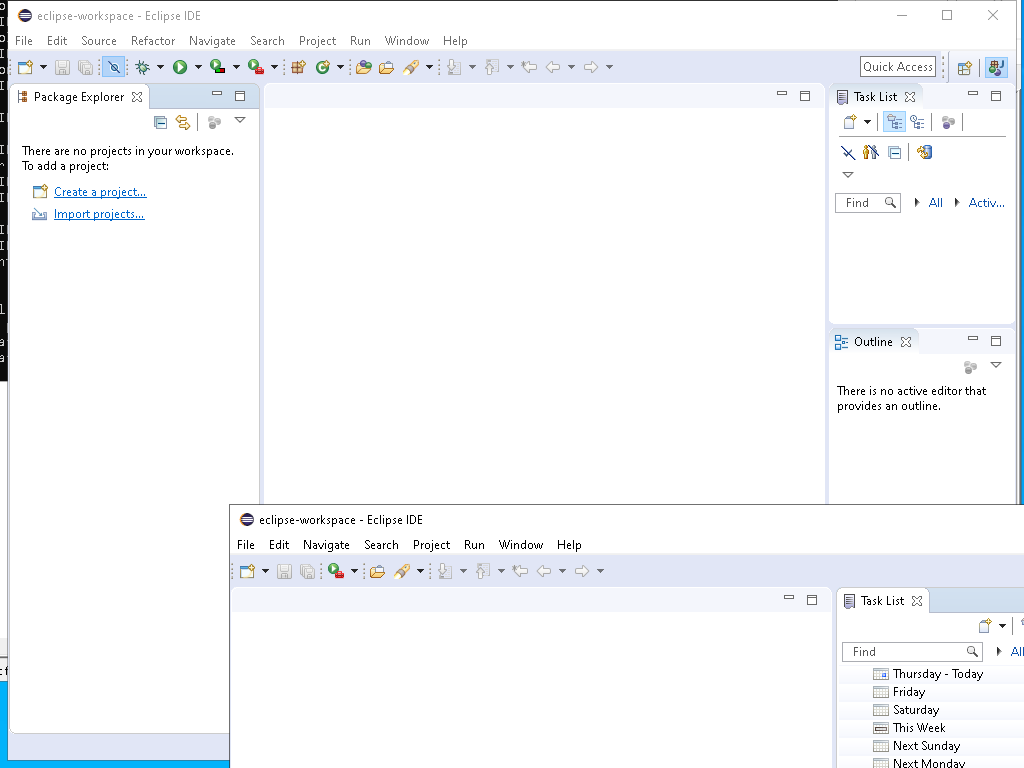 eclipse-workspace - Eclipse IDE
File Edit Source Refactor Navigate Search Project Run Window Help
Quick Access
Package Explorer
Task List
There are no projects in your workspace.
To add a project:
Create a project...
Import projects...
Find All Activ...
Outline
There is no active editor that
provides an outline.
eclipse-workspace - Eclipse IDE
File Edit Navigate Search Project Run Window Help
Task List
Find All
Thursday - Today
Friday
Saturday
This Week
Next Sunday
Next Monday